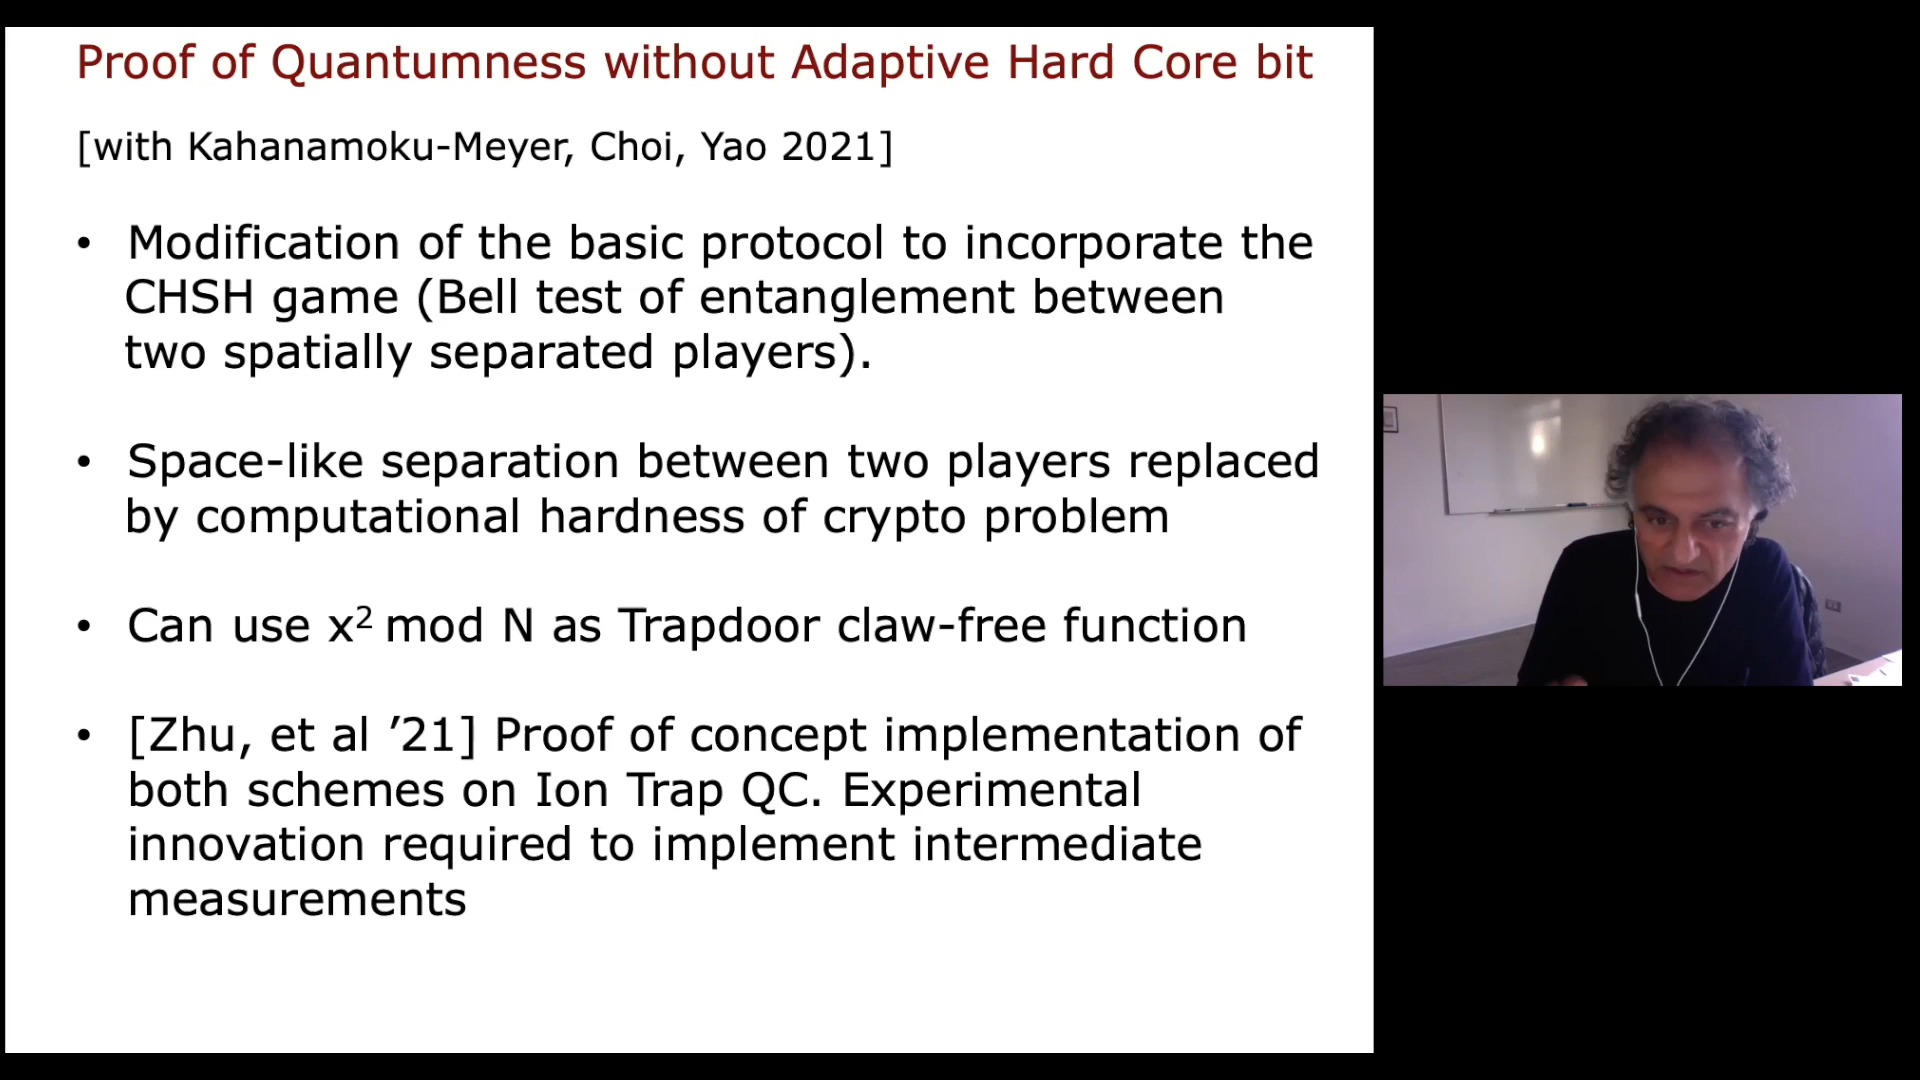 Proof of Quantumness without Adaptive Hard Core bit
[with Kahanamoku-Meyer, Choi, Yao 2021]
• Modification of the basic protocol to incorporate the
CHSH game (Bell test of entanglement between
two spatially separated players).
• Space-like separation between two players replaced
by computational hardness of crypto problem
• Can use x² mod N as Trapdoor claw-free function
• [Zhu, et al ’21] Proof of concept implementation of
both schemes on Ion Trap QC. Experimental
innovation required to implement intermediate
measurements